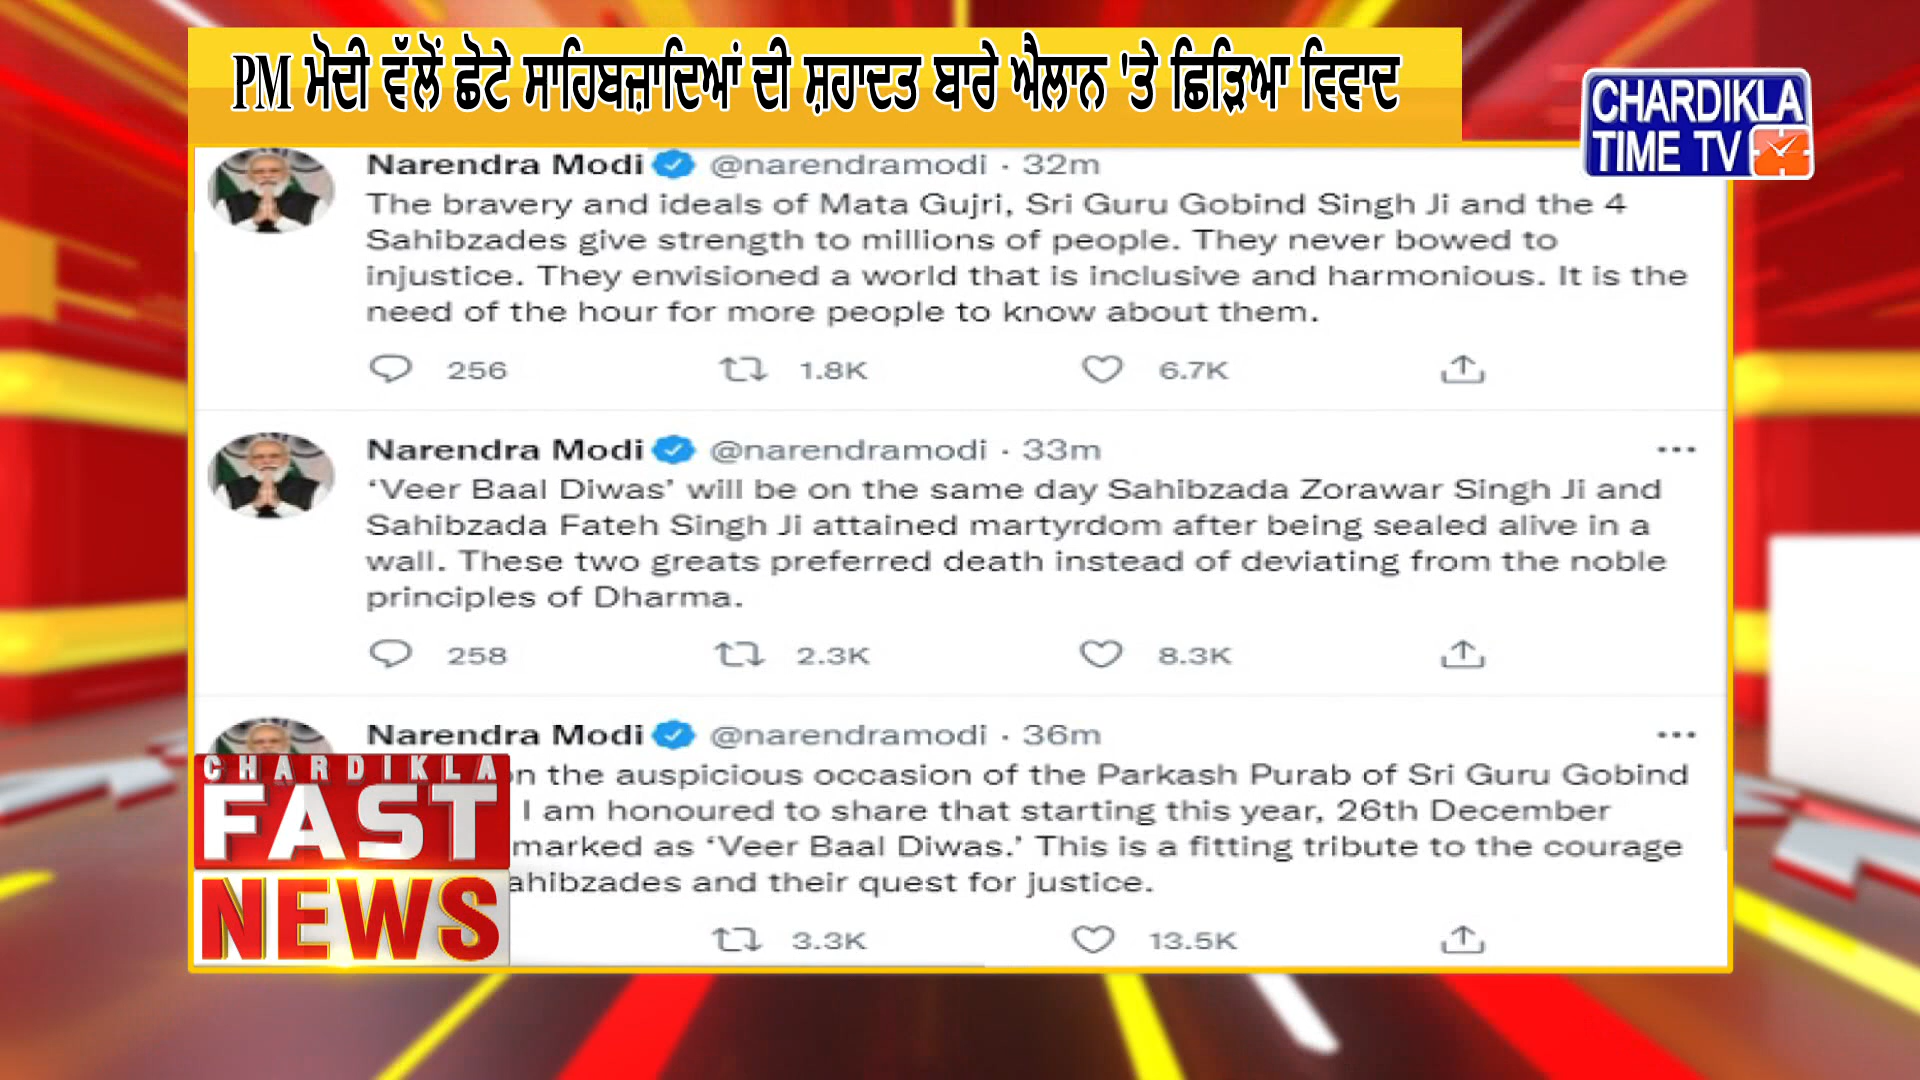 PM ਮੋਦੀ ਵੱਲੋਂ ਛੋਟੇ ਸਾਹਿਬਜ਼ਾਦਿਆਂ ਦੀ ਸ਼ਹਾਦਤ ਬਾਰੇ ਐਲਾਨ 'ਤੇ ਛਿੜਿਆ ਵਿਵਾਦ
CHARDIKLA
TIME TV
Narendra Modi @narendramodi · 32m
The bravery and ideals of Mata Gujri, Sri Guru Gobind Singh Ji and the 4
Sahibzades give strength to millions of people. They never bowed to
injustice. They envisioned a world that is inclusive and harmonious. It is the
need of the hour for more people to know about them.
256 1.8K 6.7K
Narendra Modi @narendramodi · 33m
‘Veer Baal Diwas’ will be on the same day Sahibzada Zorawar Singh Ji and
Sahibzada Fateh Singh Ji attained martyrdom after being sealed alive in a
wall. These two greats preferred death instead of deviating from the noble
principles of Dharma.
258 2.3K 8.3K
Narendra Modi @narendramodi · 36m
the auspicious occasion of the Parkash Purab of Sri Guru Gobind
I am honoured to share that starting this year, 26th December
marked as ‘Veer Baal Diwas.’ This is a fitting tribute to the courage
and their quest for justice.
3.3K 13.5K
CHARDIKLA
FAST
NEWS